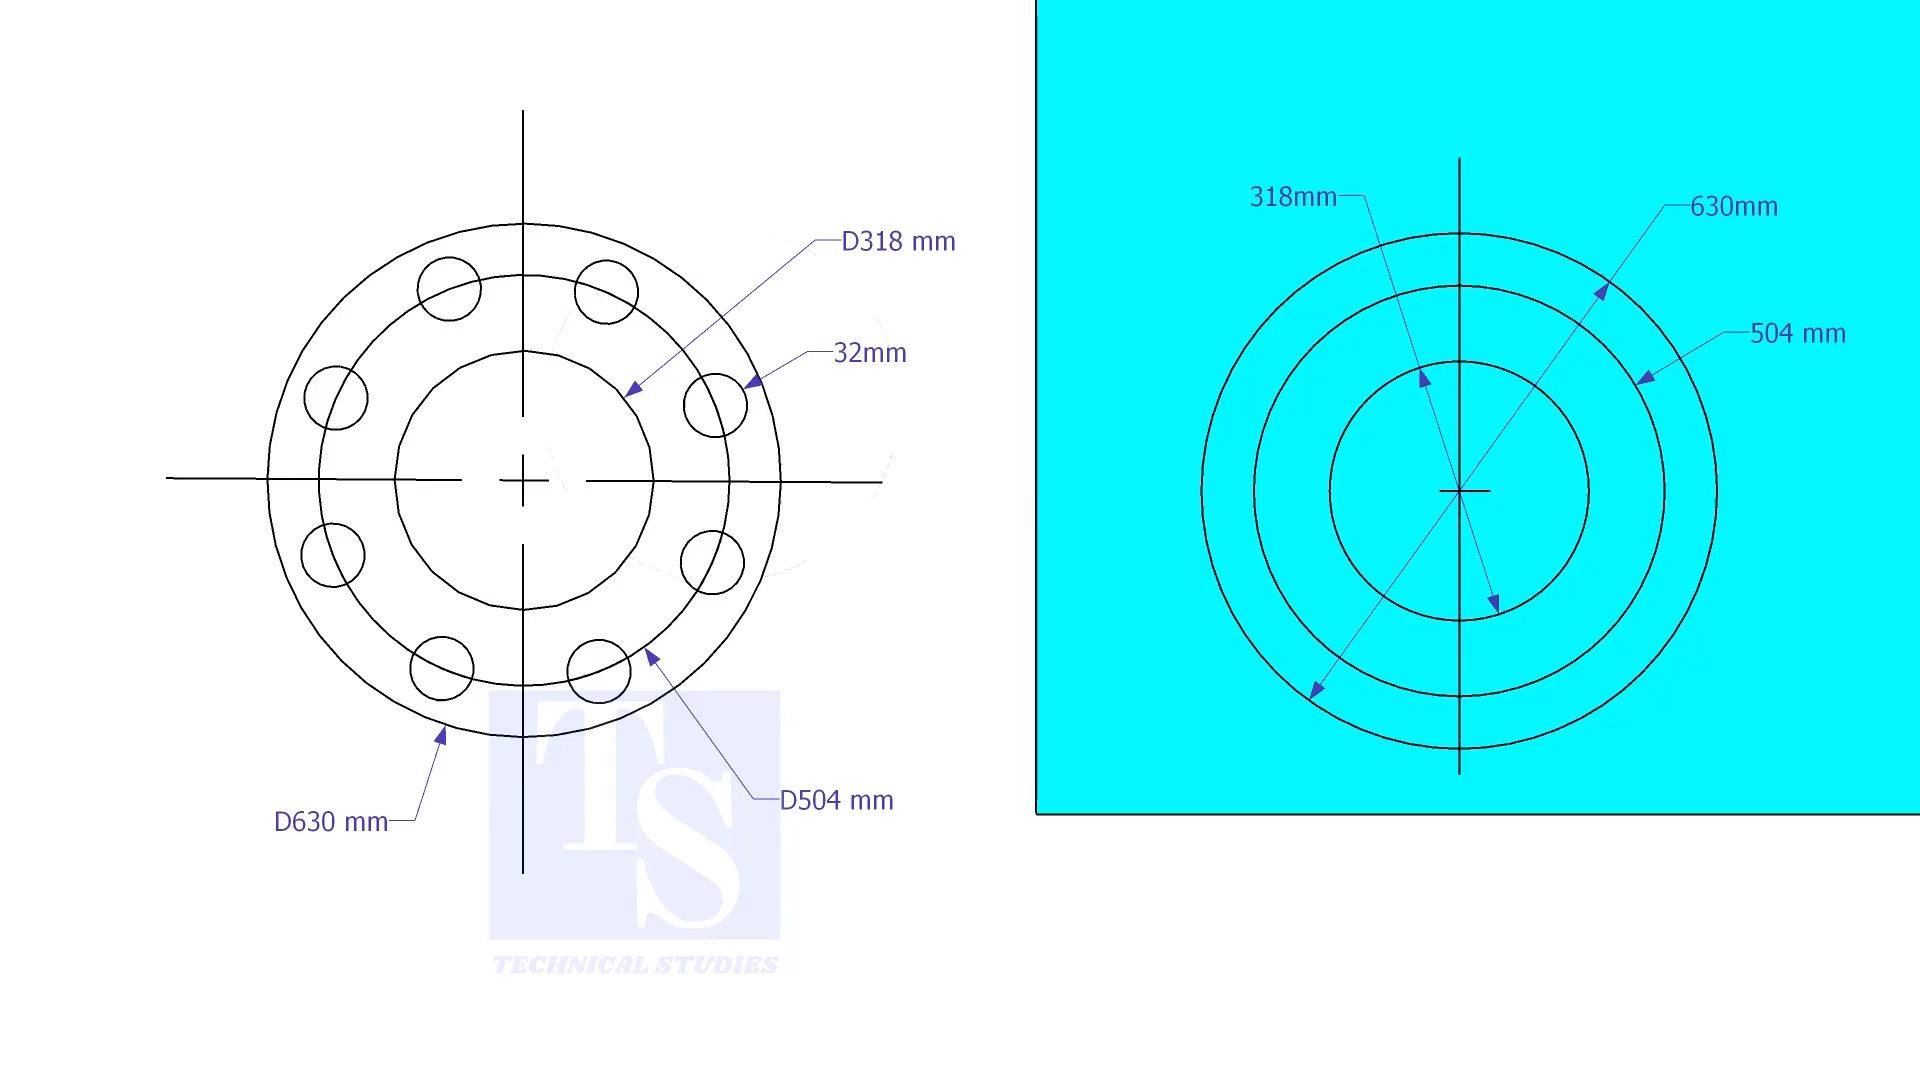 D318 mm
32mm
D504 mm
D630 mm
TS
TECHNICAL STUDIES
318mm
630mm
504 mm